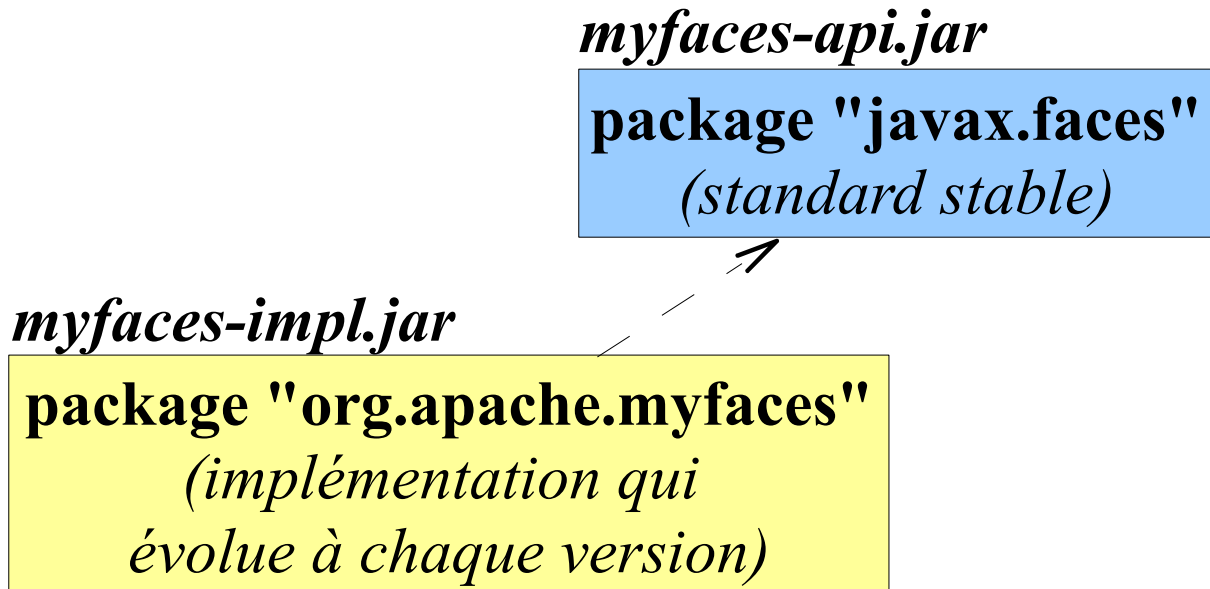 myfaces-api.jar
package "javax.faces"
(standard stable)
myfaces-impl.jar
package "org.apache.myfaces"
(implémentation qui
évolue à chaque version)